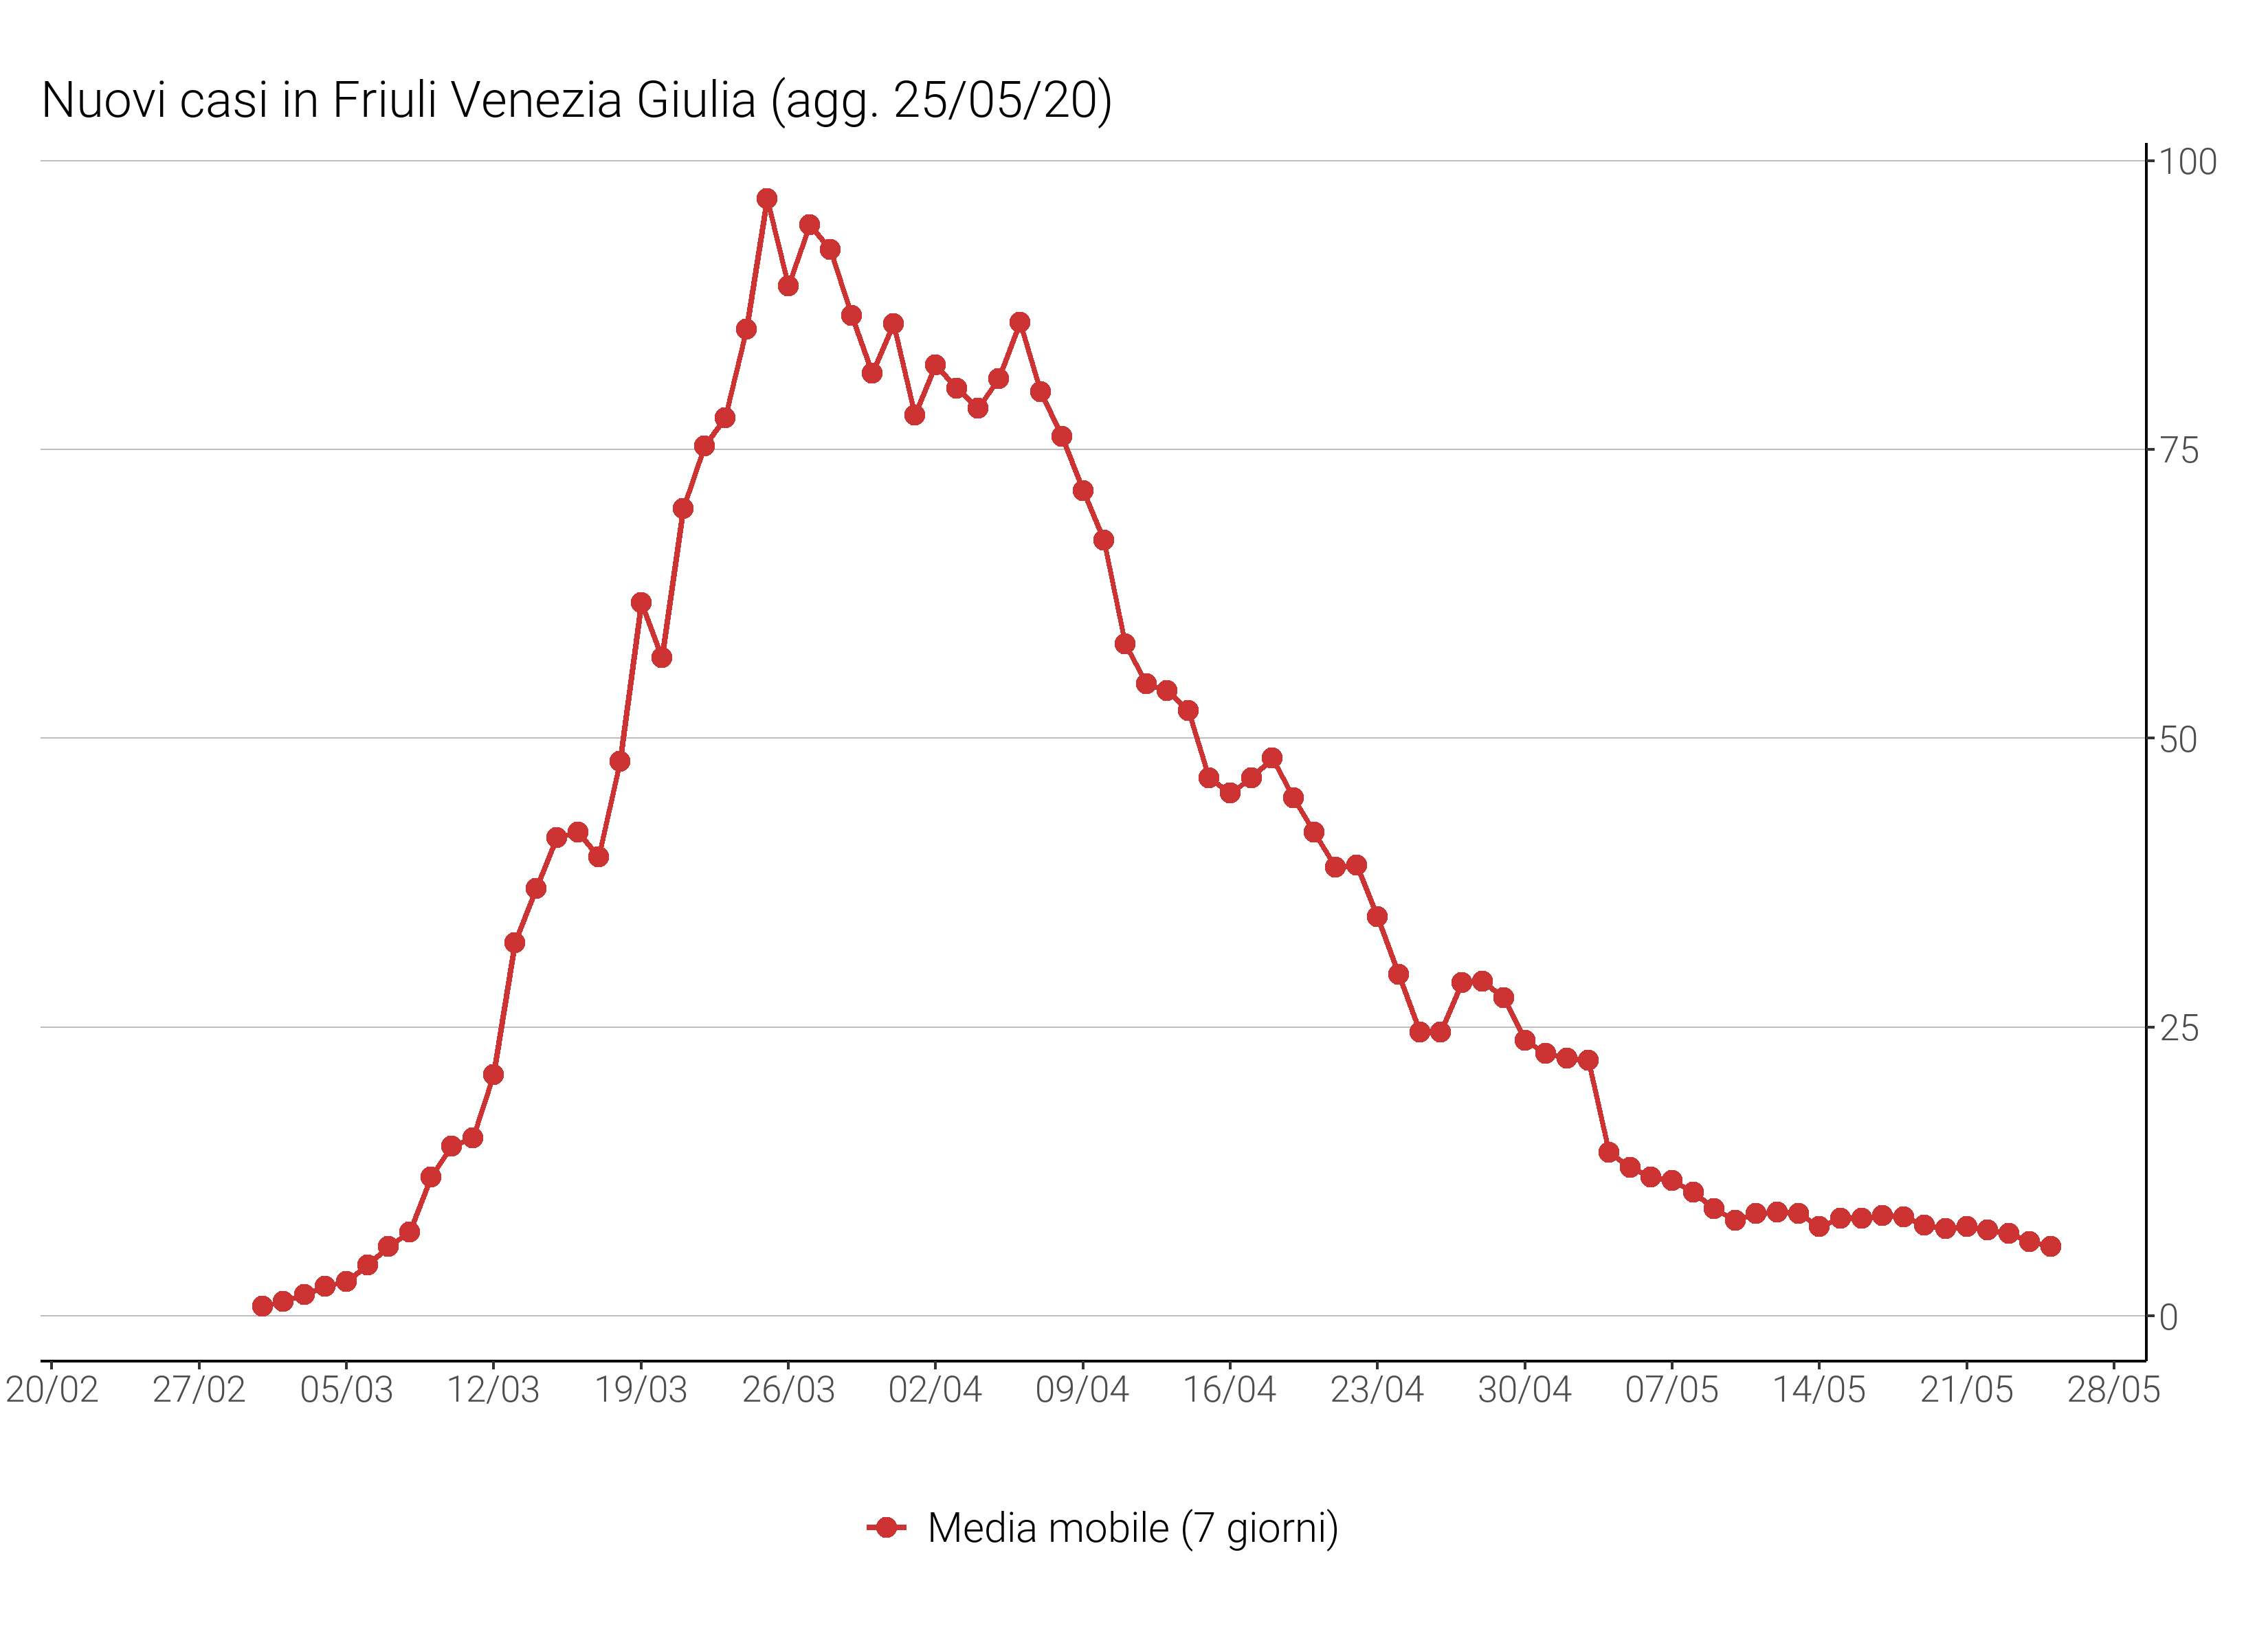 Nuovi casi in Friuli Venezia Giulia (agg. 25/05/20)
100
75
50
25
0
20/02 27/02 05/03 12/03 19/03 26/03 02/04 09/04 16/04 23/04 30/04 07/05 14/05 21/05 28/05
Media mobile (7 giorni)